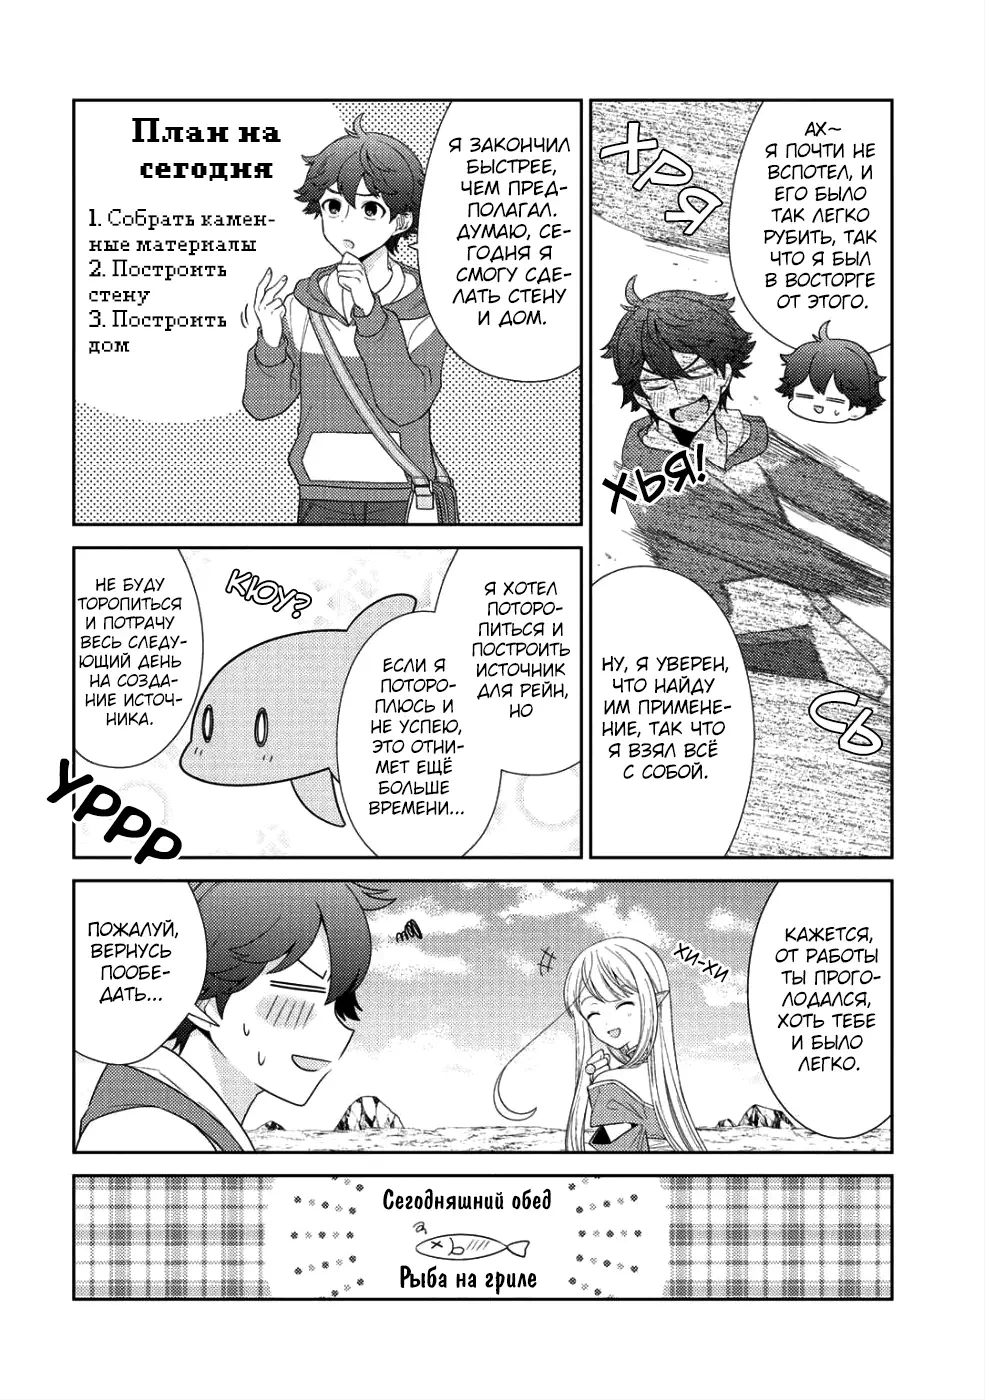 АХ~
Я ПОЧТИ НЕ
ВСПОТЕЛ, И
ЕГО БЫЛО
ТАК ЛЕГКО
РУБИТЬ, ТАК
ЧТО Я БЫЛ
В ВОСТОРГЕ
ОТ ЭТОГО.
ХРЯ
ХЬЯ!
НУ, Я УВЕРЕН,
ЧТО НАЙДУ
ИМ ПРИМЕНЕ-
НИЕ, ТАК ЧТО
Я ВЗЯЛ ВСЁ
С СОБОЙ.
СЬ
Я ЗАКОНЧИЛ
БЫСТРЕЕ,
ЧЕМ ПРЕД-
ПОЛАГАЛ.
ДУМАЮ, СЕ-
ГОДНЯ Я
СМОГУ СДЕ-
ЛАТЬ СТЕНУ
И ДОМ.
План на
сегодня
1. Собрать камен-
ные материалы
2. Построить
стену
3. Построить
дом
Я ХОТЕЛ
ПОТОРО-
ПИТЬСЯ И
ПОСТРОИТЬ
ИСТОЧНИК
ДЛЯ РЕЙН,
НО
ЕСЛИ Я
ПОТОРО-
ПЛЮСЬ И
НЕ УСПЕЮ,
ЭТО ОТНИ-
МЕТ ЕЩЁ
БОЛЬШЕ
ВРЕМЕНИ...
КЮУ?
НЕ БУДУ
ТОРОПИТЬСЯ
И ПОТРАЧУ
ВЕСЬ СЛЕДУ-
ЮЩИЙ ДЕНЬ
НА СОЗДА-
НИЕ ИСТОЧ-
НИКА.
УРРР
КАЖЕТСЯ,
ОТ РАБОТЫ
ТЫ ПРОГО-
ЛОДАЛСЯ,
ХОТЬ ТЕБЕ
И БЫЛО
ЛЕГКО.
ХИ-ХИ
ПОЖАЛУЙ,
ВЕРНУСЬ
ПООБЕ-
ДАТЬ...
Сегодняшний обед
Рыба на гриле